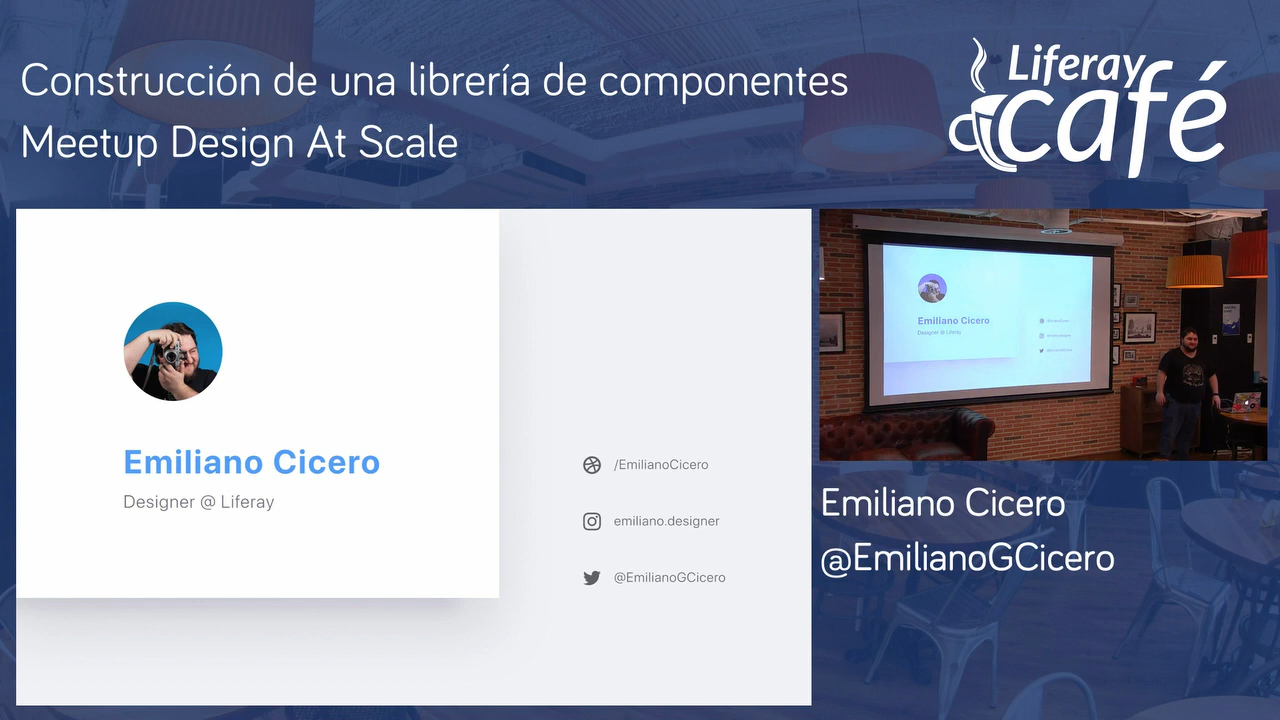 Construcción de una librería de componentes
Meetup Design At Scale
Liferay
café
Emiliano Cicero
Designer @ Liferay
/EmilianoCicero
emiliano.designer
@EmilianoGCicero
Emiliano Cicero
Designer @ Liferay
Emiliano Cicero
@EmilianoGCicero